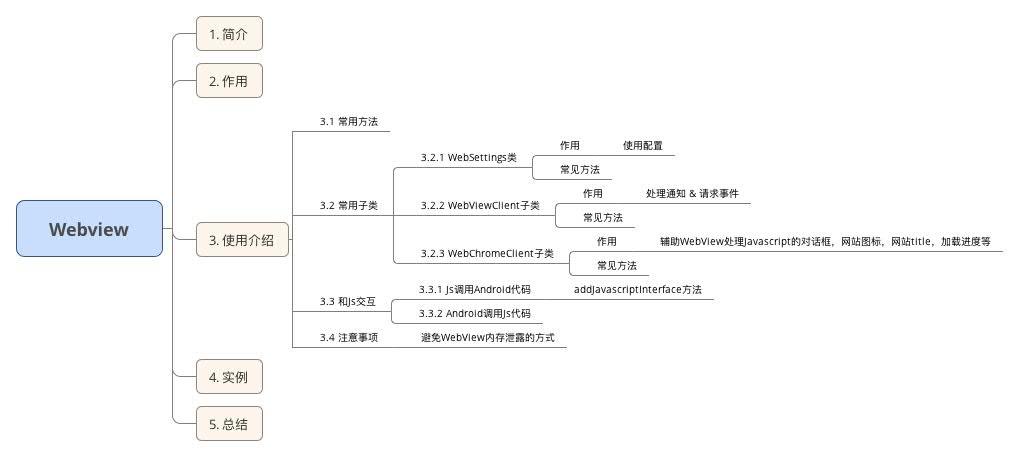 Webview
1. 简介
2. 作用
3. 使用介绍
3.1 常用方法
3.2 常用子类
3.2.1 WebSettings类
作用
使用配置
常见方法
3.2.2 WebViewClient子类
作用
处理通知 & 请求事件
常见方法
3.2.3 WebChromeClient子类
作用
辅助WebView处理Javascript的对话框，网站图标，网站title，加载进度等
常见方法
3.3 和Js交互
3.3.1 Js调用Android代码
addJavascriptInterface方法
3.3.2 Android调用Js代码
3.4 注意事项
避免WebView内存泄露的方式
4. 实例
5. 总结